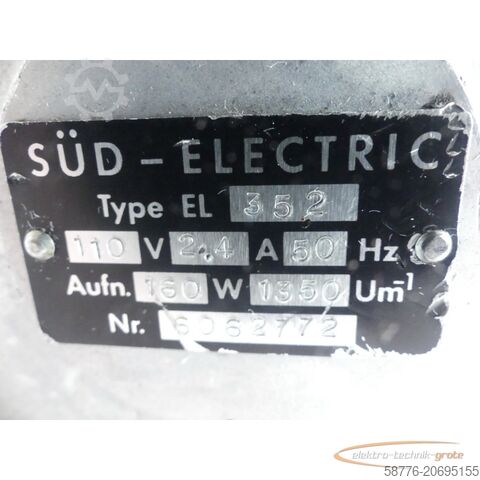 SÜD - ELECTRIC
Type EL 352
110 V 2.4 A 50 Hz
Aufn. 160 W 1350 Um⁻¹
Nr. 6062772
elektro-technik-grote
58776-20695155